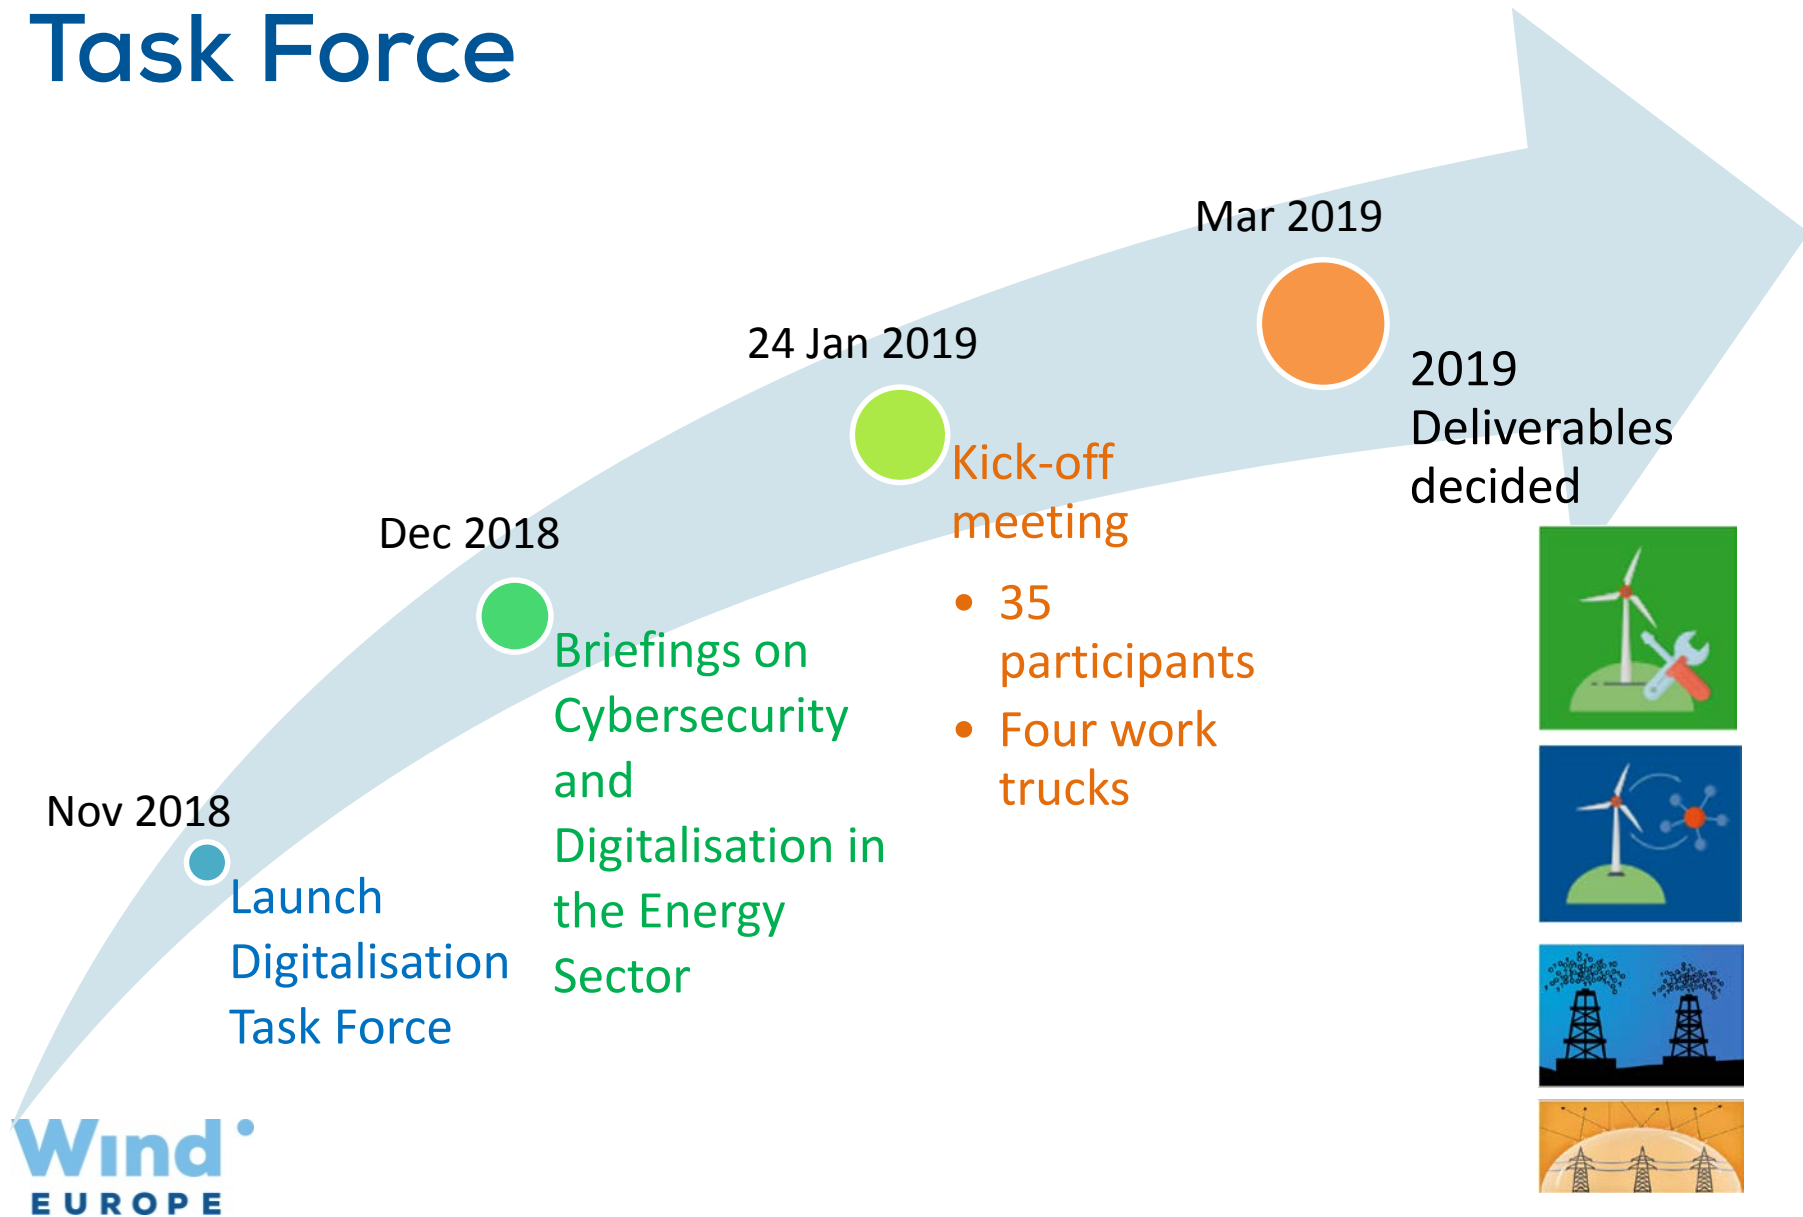 Task Force
Nov 2018
Launch
Digitalisation
Task Force
Dec 2018
Briefings on
Cybersecurity
and
Digitalisation in
the Energy
Sector
24 Jan 2019
Kick-off
meeting
• 35
participants
• Four work
trucks
Mar 2019
2019
Deliverables
decided
Wind
EUROPE